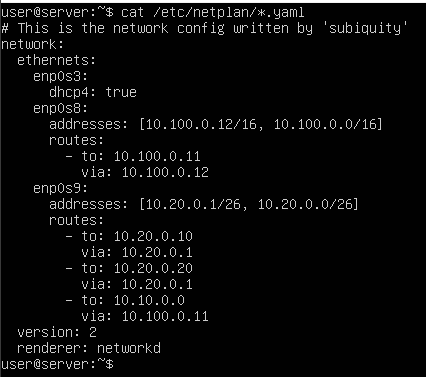 user@server:~$ cat /etc/netplan/*.yaml
# This is the network config written by 'subiquity'
network:
  ethernets:
    enp0s3:
      dhcp4: true
    enp0s8:
      addresses: [10.100.0.12/16, 10.100.0.0/16]
      routes:
        - to: 10.100.0.11
          via: 10.100.0.12
    enp0s9:
      addresses: [10.20.0.1/26, 10.20.0.0/26]
      routes:
        - to: 10.20.0.10
          via: 10.20.0.1
        - to: 10.20.0.20
          via: 10.20.0.1
        - to: 10.10.0.0
          via: 10.100.0.11
  version: 2
  renderer: networkd
user@server:~$